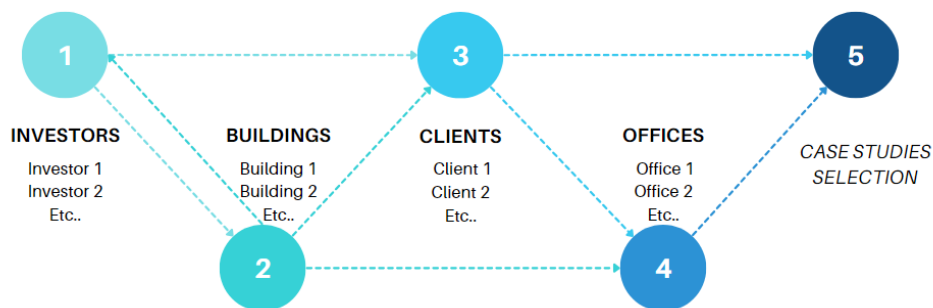 1
3
5
INVESTORS
Investor 1
Investor 2
Etc..
BUILDINGS
Building 1
Building 2
Etc..
CLIENTS
Client 1
Client 2
Etc..
OFFICES
Office 1
Office 2
Etc..
CASE STUDIES
SELECTION
2
4